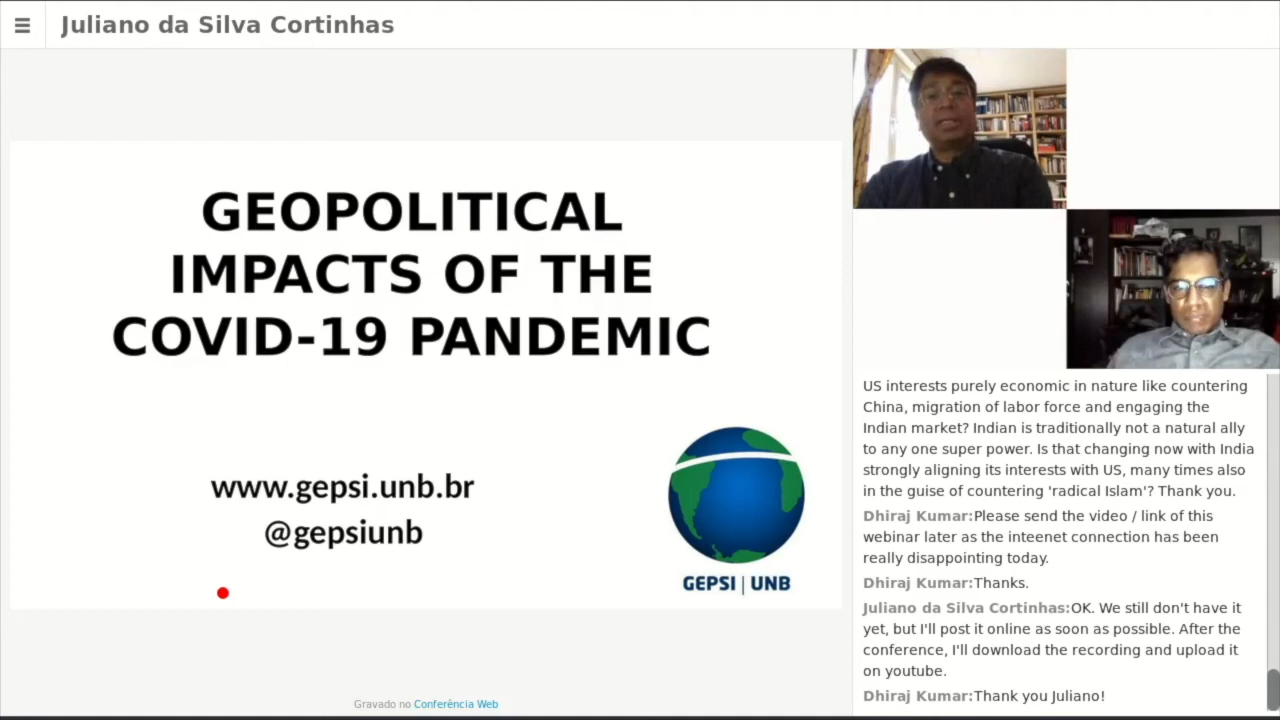 Juliano da Silva Cortinhas
GEOPOLITICAL
IMPACTS OF THE
COVID-19 PANDEMIC
www.gepsi.unb.br
@gepsiunb
GEPSI | UNB
Gravado no Conferência Web
US interests purely economic in nature like countering
China, migration of labor force and engaging the
Indian market? Indian is traditionally not a natural ally
to any one super power. Is that changing now with India
strongly aligning its interests with US, many times also
in the guise of countering 'radical Islam'? Thank you.
Dhiraj Kumar:Please send the video / link of this
webinar later as the inteenet connection has been
really disappointing today.
Dhiraj Kumar:Thanks.
Juliano da Silva Cortinhas:OK. We still don't have it
yet, but I'll post it online as soon as possible. After the
conference, I'll download the recording and upload it
on youtube.
Dhiraj Kumar:Thank you Juliano!